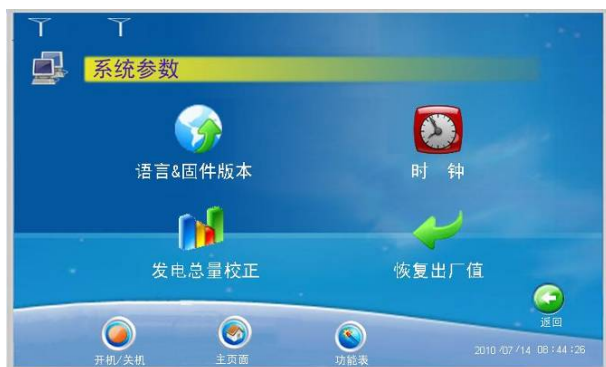 系统参数
语言&固件版本
时 钟
发电总量校正
恢复出厂值
返回
开机/关机
主页面
功能表
2010/07/14 08:44:26